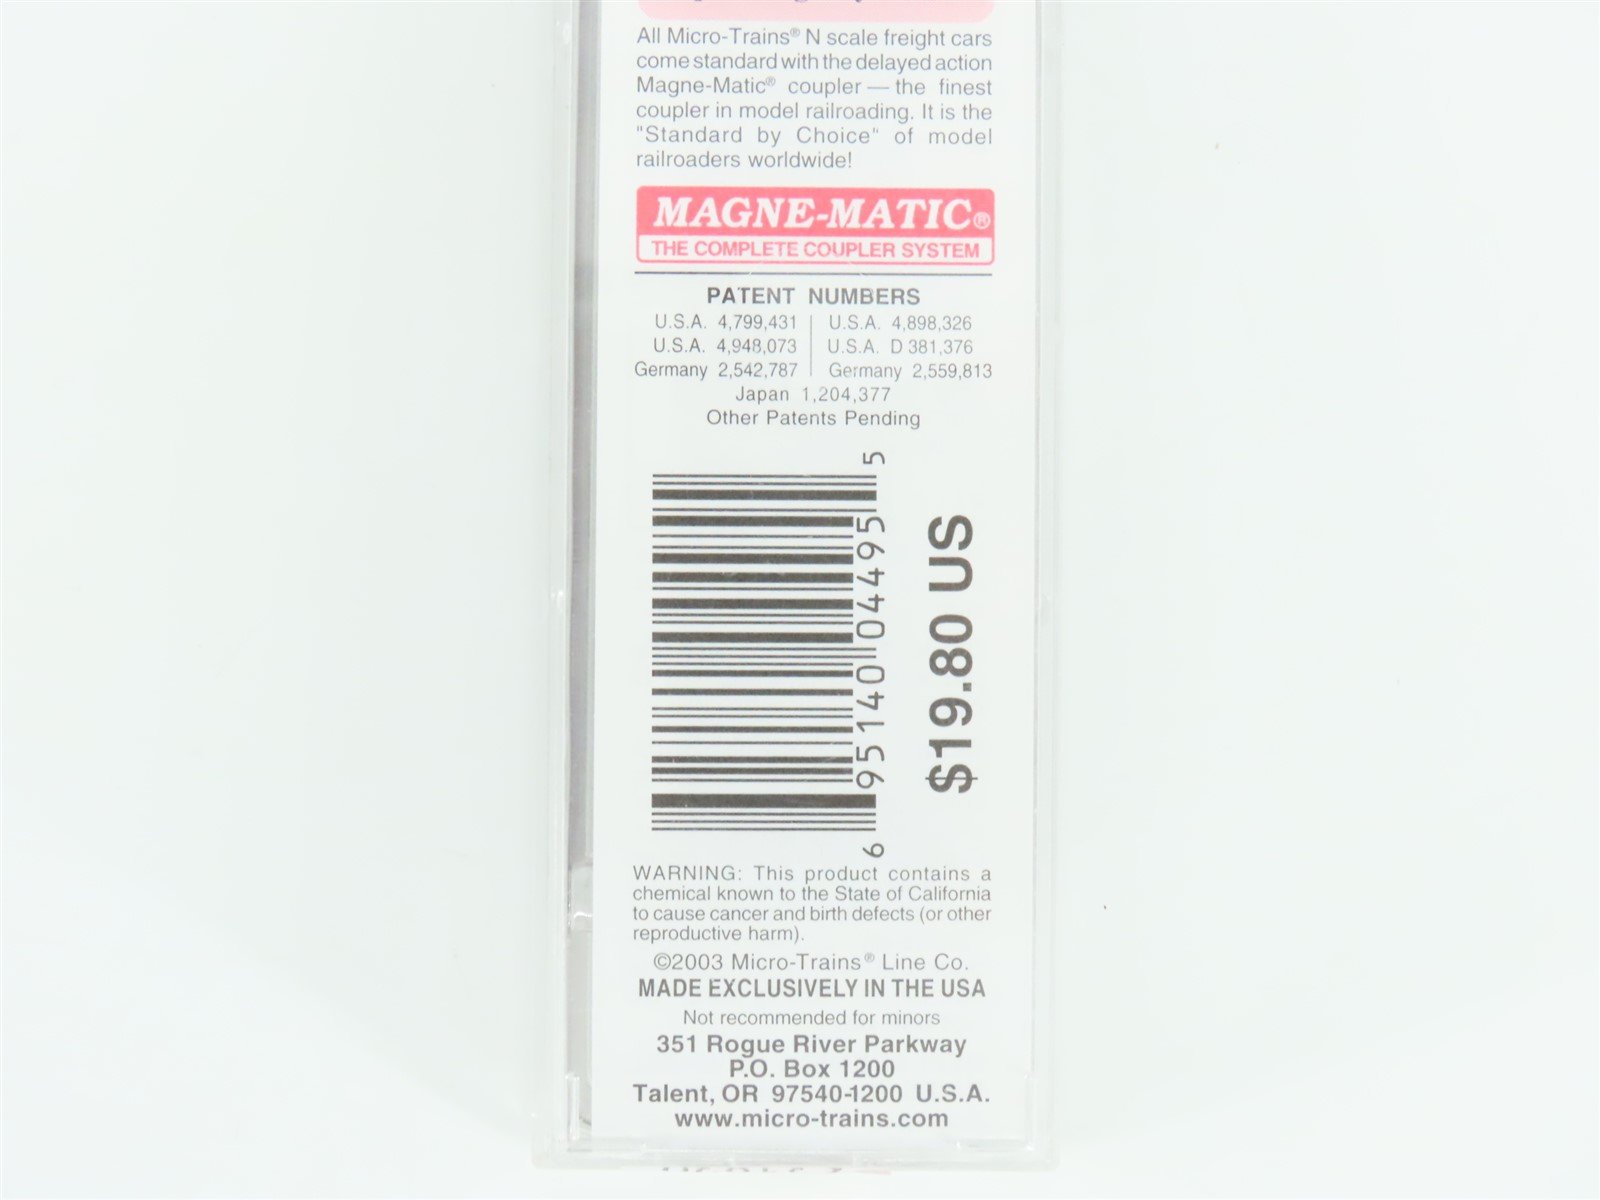 All Micro-Trains® N scale freight cars
come standard with the delayed action
Magne-Matic® coupler — the finest
coupler in model railroading. It is the
"Standard by Choice" of model
railroaders worldwide!
MAGNE-MATIC®
THE COMPLETE COUPLER SYSTEM
PATENT NUMBERS
U.S.A. 4,799,431 | U.S.A. 4,898,326
U.S.A. 4,948,073 | U.S.A. D 381,376
Germany 2,542,787 | Germany 2,559,813
Japan 1,204,377
Other Patents Pending
6 95140 04495 5
$19.80 US
WARNING: This product contains a
chemical known to the State of California
to cause cancer and birth defects (or other
reproductive harm).
©2003 Micro-Trains® Line Co.
MADE EXCLUSIVELY IN THE USA
Not recommended for minors
351 Rogue River Parkway
P.O. Box 1200
Talent, OR 97540-1200 U.S.A.
www.micro-trains.com